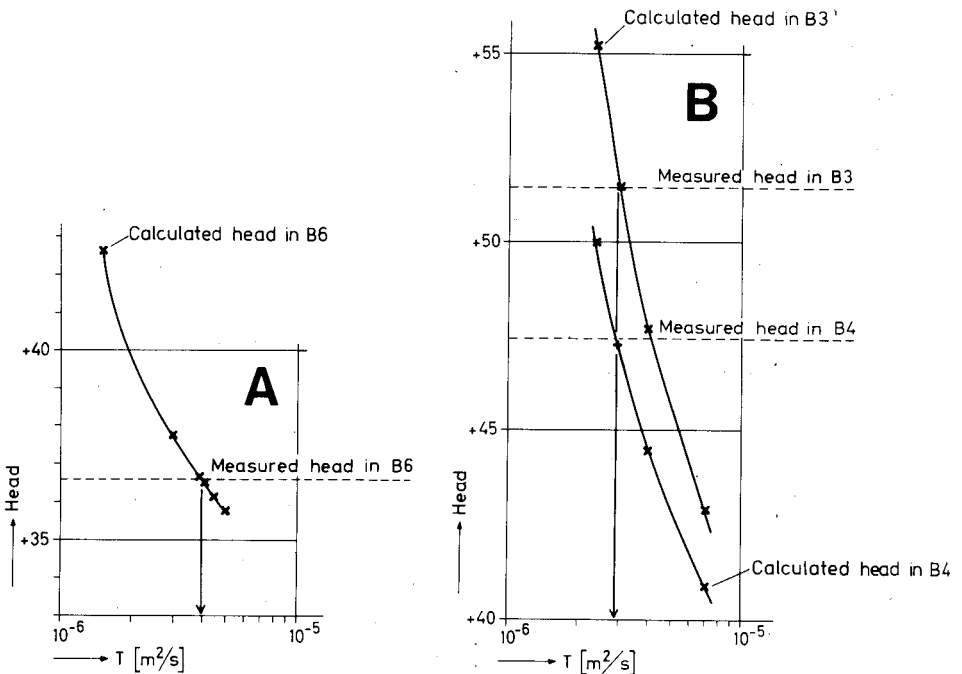 Calculated head in B6
+40
A
Measured head in B6
+35
Head
10⁻⁶
10⁻⁵
T [m²/s]
Calculated head in B3
+55
B
Measured head in B3
+50
Measured head in B4
+45
Calculated head in B4
+40
Head
10⁻⁶
10⁻⁵
T [m²/s]